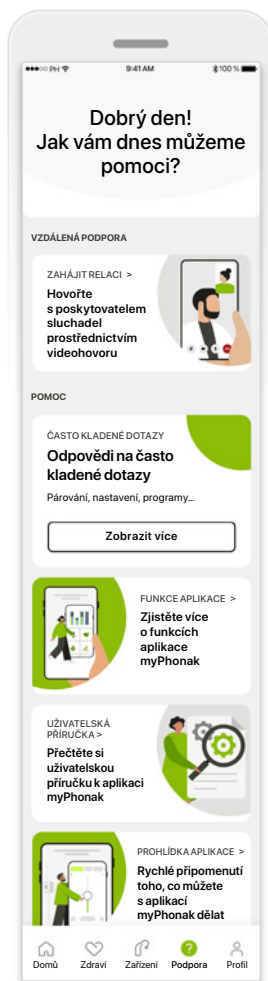 PH 9:41 AM 100 %
Dobrý den!
Jak vám dnes můžeme
pomoci?
VZDÁLENÁ PODPORA
ZAHÁJIT RELACI >
Hovořte
s poskytovatelem
sluchadel
prostřednictvím
videohovoru
POMOC
ČASTO KLADENÉ DOTAZY
Odpovědi na často
kladené dotazy
Párování, nastavení, programy...
Zobrazit více
FUNKCE APLIKACE >
Zjistěte více
o funkcích
aplikace
myPhonak
UŽIVATELSKÁ
PŘÍRUČKA >
Přečtěte si
uživatelskou
příručku k aplikaci
myPhonak
PROHLÍDKA APLIKACE >
Rychlé připomenutí
toho, co můžete
s aplikací
myPhonak dělat
Domů Zdraví Zařízení Podpora Profil